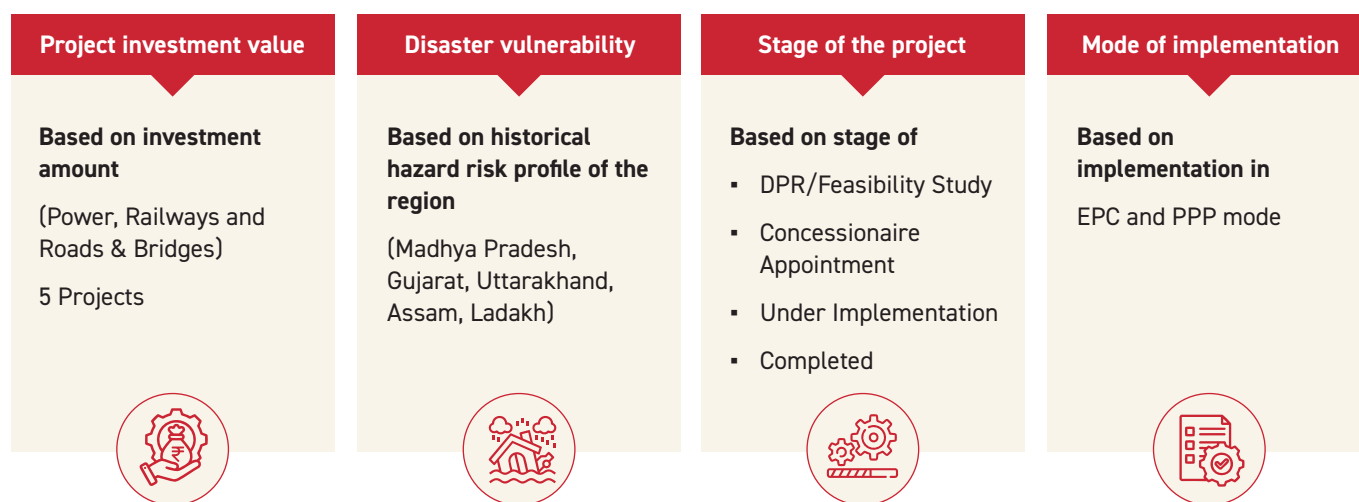 Project investment value
Based on investment
amount
(Power, Railways and
Roads & Bridges)
5 Projects
Disaster vulnerability
Based on historical
hazard risk profile of the
region
(Madhya Pradesh,
Gujarat, Uttarakhand,
Assam, Ladakh)
Stage of the project
Based on stage of
▪ DPR/Feasibility Study
▪ Concessionaire
Appointment
▪ Under Implementation
▪ Completed
Mode of implementation
Based on
implementation in
EPC and PPP mode
₹